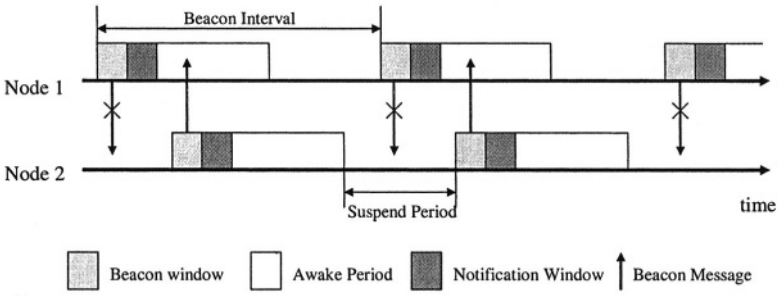 Beacon Interval
Node 1
Node 2
Suspend Period
time
Beacon window
Awake Period
Notification Window
Beacon Message